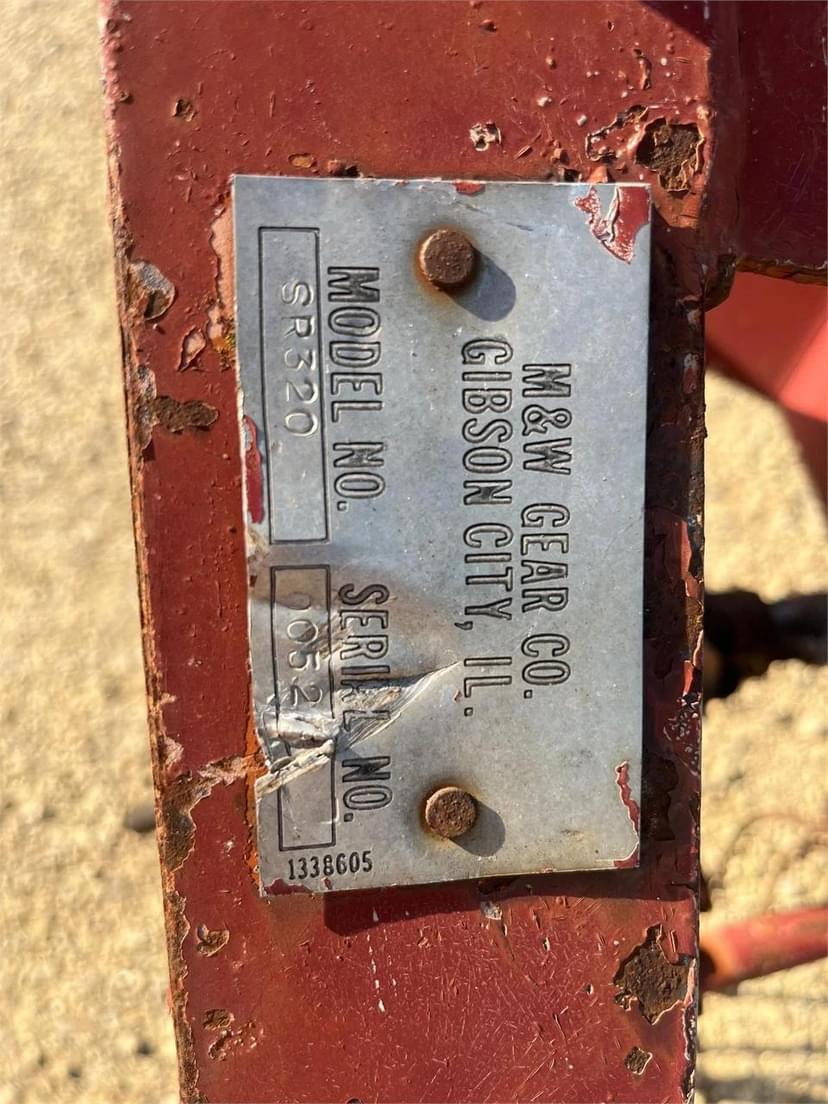 M&W GEAR CO.
GIBSON CITY, IL.
MODEL NO. SERIAL NO.
SR320
1338605